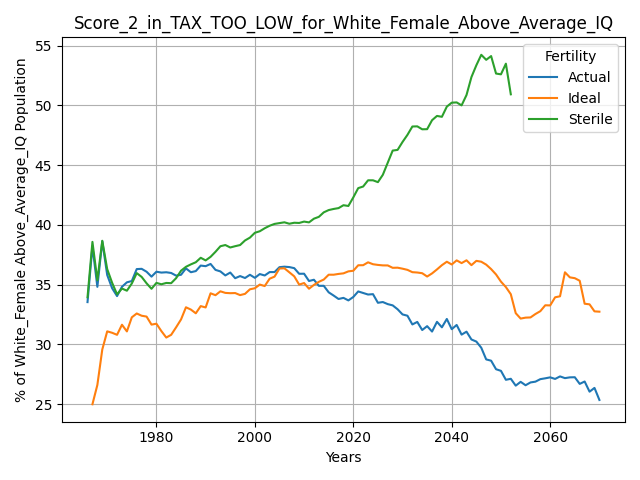 Score_2_in_TAX_TOO_LOW_for_White_Female_Above_Average_IQ
% of White_Female Above_Average_IQ Population
55
50
45
40
35
30
25
Fertility
Actual
Ideal
Sterile
1980
2000
2020
2040
2060
Years